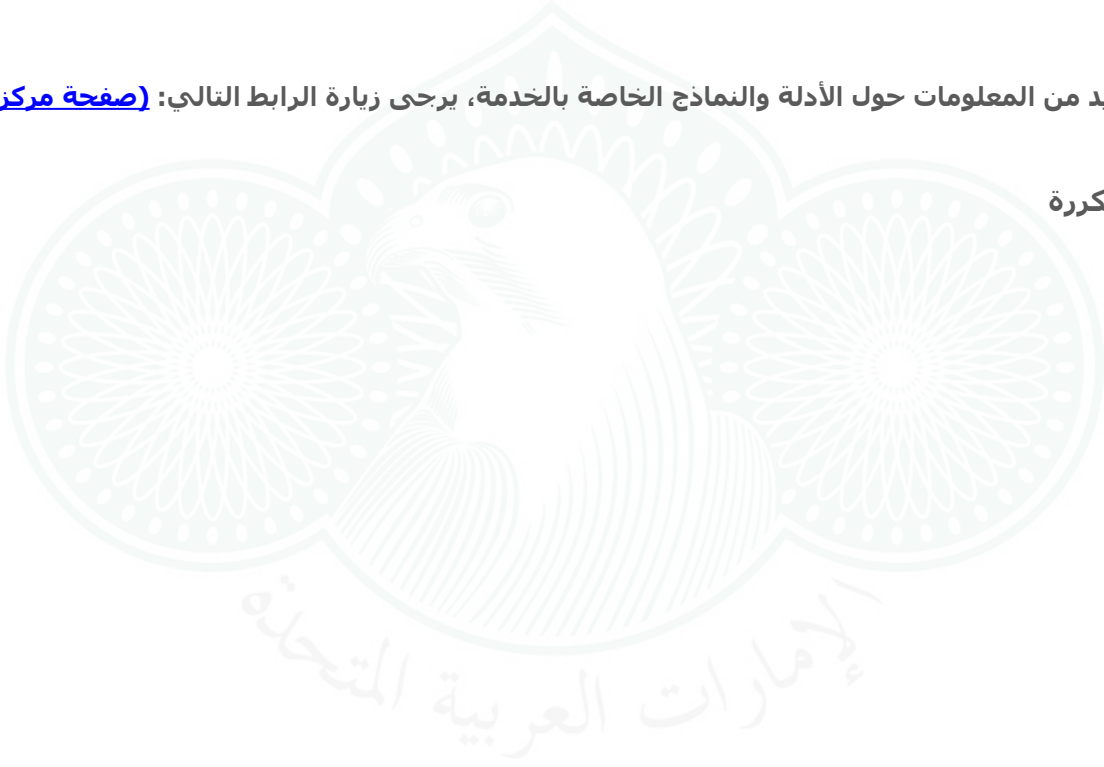 يد من المعلومات حول الأدلة والنماذج الخاصة بالخدمة، يرجى زيارة الرابط التالي: (صفحة مركز
كررة
الإمارات العربية المتحدة